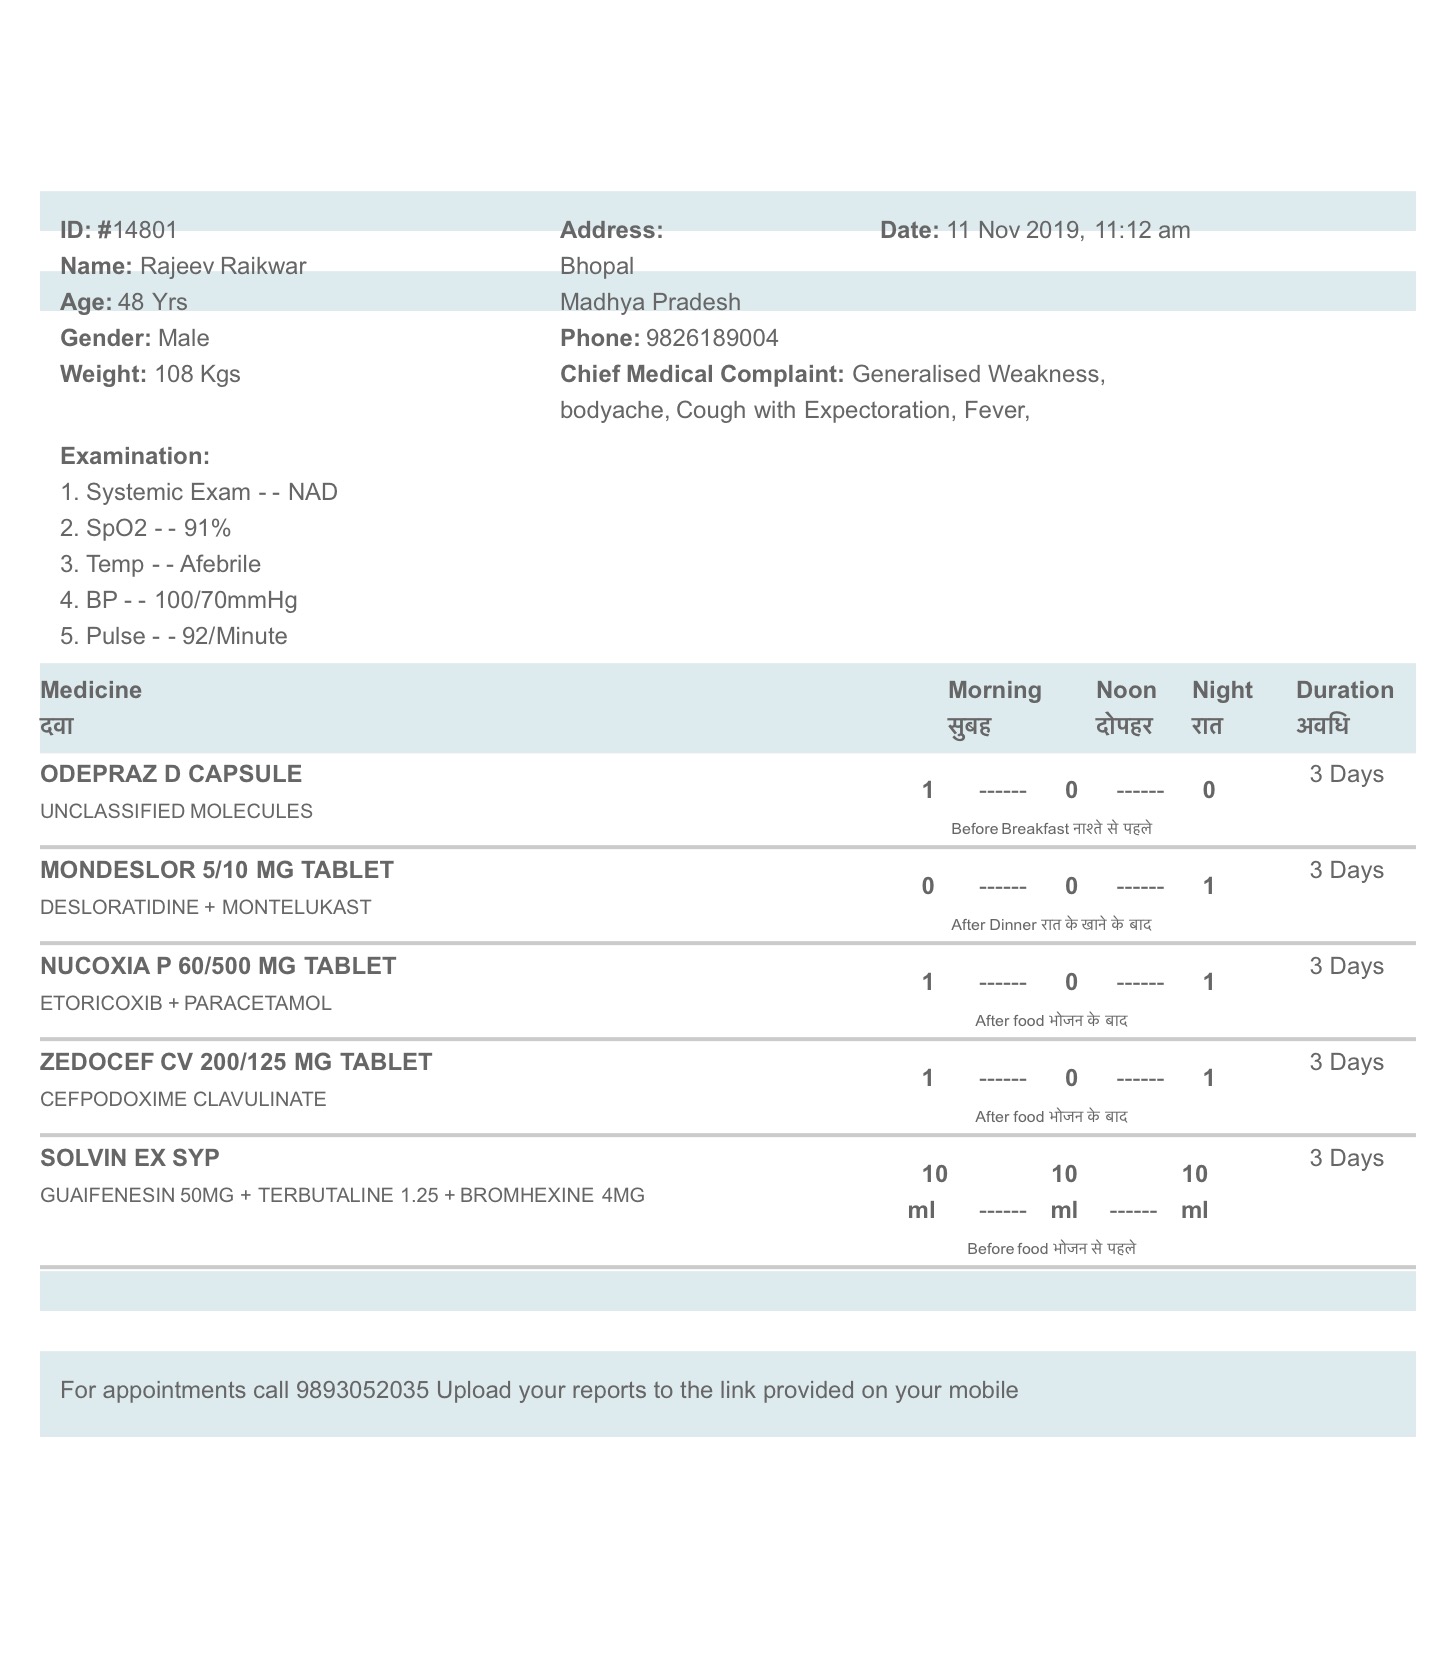 ID: #14801
Name: Rajeev Raikwar
Age: 48 Yrs
Gender: Male
Weight: 108 Kgs
Address:
Bhopal
Madhya Pradesh
Phone: 9826189004
Chief Medical Complaint: Generalised Weakness,
bodyache, Cough with Expectoration, Fever,
Date: 11 Nov 2019, 11:12 am
Examination:
1. Systemic Exam - - NAD
2. SpO2 - - 91%
3. Temp - - Afebrile
4. BP - - 100/70mmHg
5. Pulse - - 92/Minute
Medicine Morning Noon Night Duration
दवा सुबह दोपहर रात अवधि
ODEPRAZ D CAPSULE 3 Days
1 ------ 0 ------ 0
UNCLASSIFIED MOLECULES
Before Breakfast नाश्ते से पहले
MONDESLOR 5/10 MG TABLET 3 Days
0 ------ 0 ------ 1
DESLORATIDINE + MONTELUKAST
After Dinner रात के खाने के बाद
NUCOXIA P 60/500 MG TABLET 3 Days
1 ------ 0 ------ 1
ETORICOXIB + PARACETAMOL
After food भोजन के बाद
ZEDOCEF CV 200/125 MG TABLET 3 Days
1 ------ 0 ------ 1
CEFPODOXIME CLAVULINATE
After food भोजन के बाद
SOLVIN EX SYP 3 Days
10 10 10
GUAIFENESIN 50MG + TERBUTALINE 1.25 + BROMHEXINE 4MG
ml ------ ml ------ ml
Before food भोजन से पहले
For appointments call 9893052035 Upload your reports to the link provided on your mobile